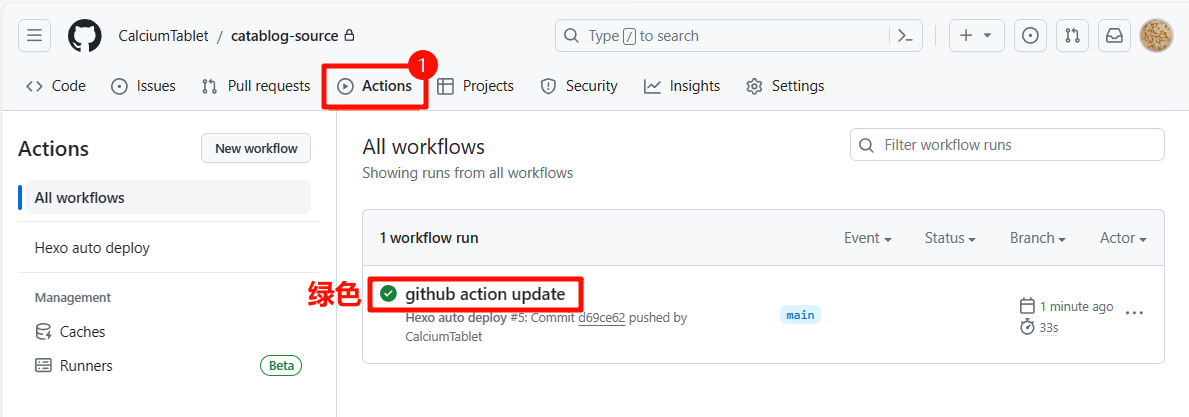 CalciumTablet / catablog-source
Type / to search
1
Code Issues Pull requests Actions Projects Security Insights Settings
Actions
New workflow
All workflows
Hexo auto deploy
Management
Caches
Runners
Beta
All workflows
Showing runs from all workflows
Filter workflow runs
1 workflow run
Event Status Branch Actor
绿色
github action update
Hexo auto deploy #5: Commit d69ce62 pushed by
CalciumTablet
main
1 minute ago
33s